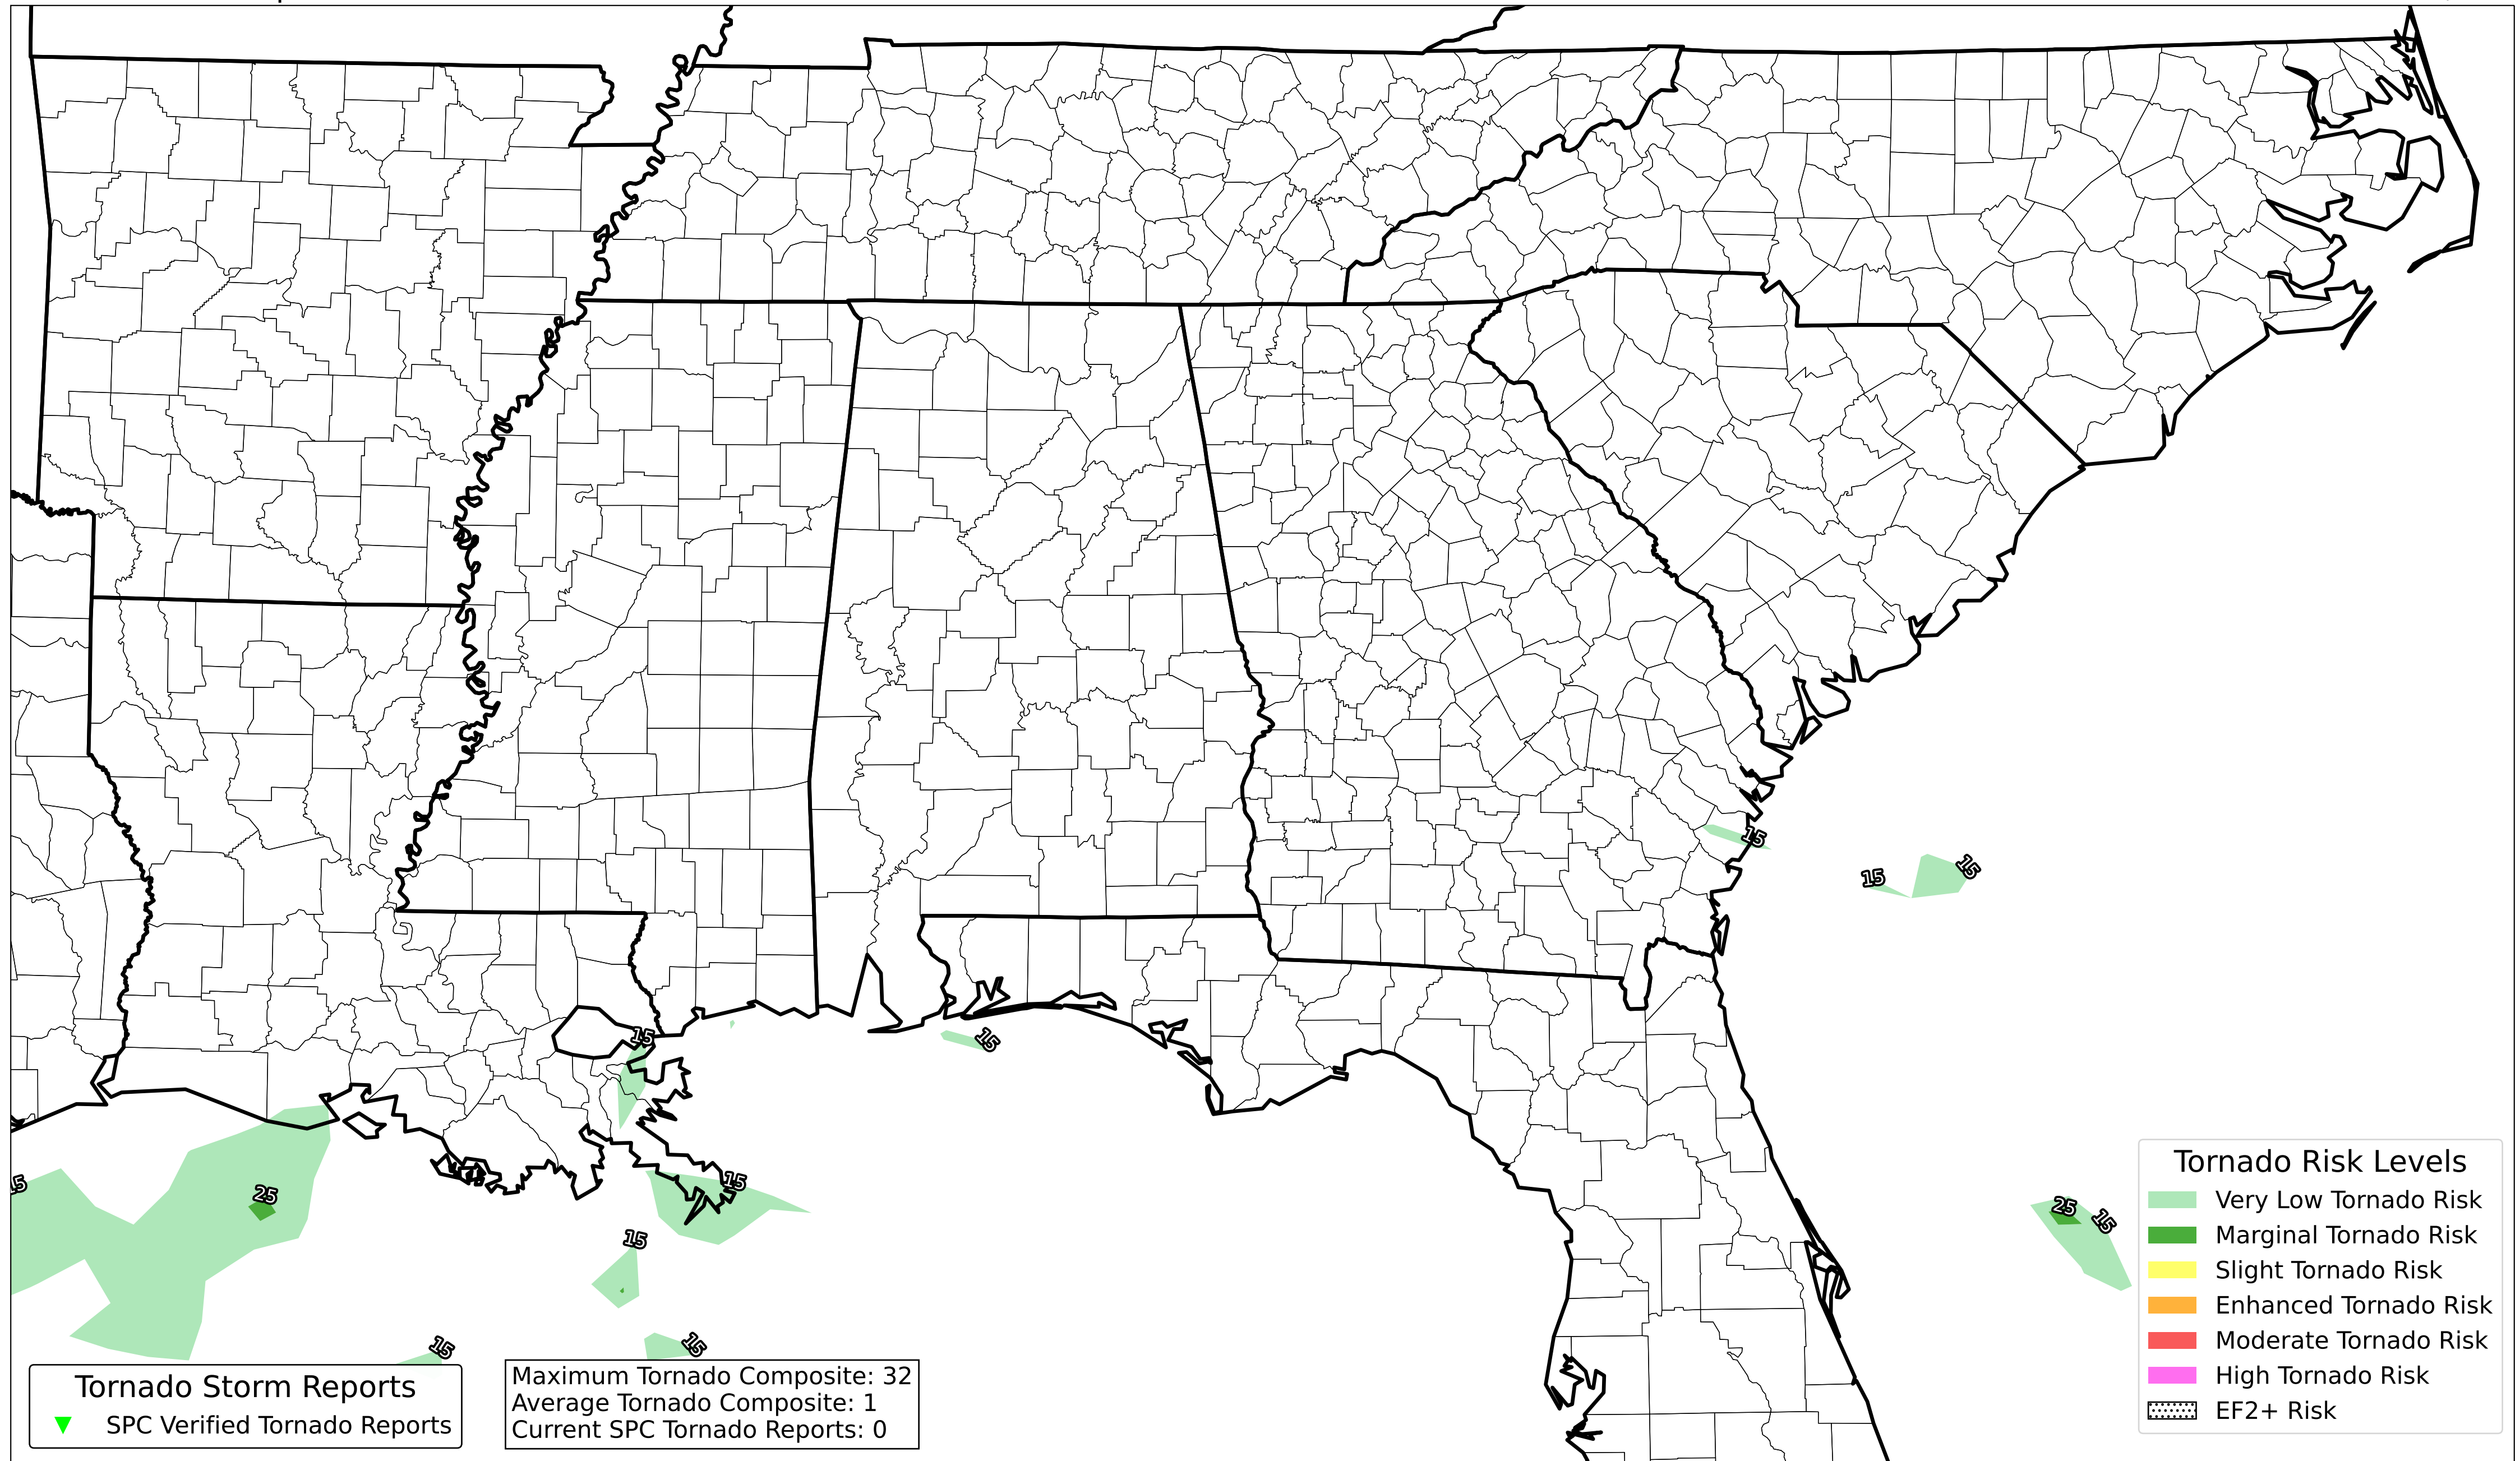 15
15
15
15
15
15
25
15
25
15
15
15
15
Tornado Risk Levels
Very Low Tornado Risk
Marginal Tornado Risk
Slight Tornado Risk
Enhanced Tornado Risk
Moderate Tornado Risk
High Tornado Risk
EF2+ Risk
Tornado Storm Reports
SPC Verified Tornado Reports
Maximum Tornado Composite: 32
Average Tornado Composite: 1
Current SPC Tornado Reports: 0